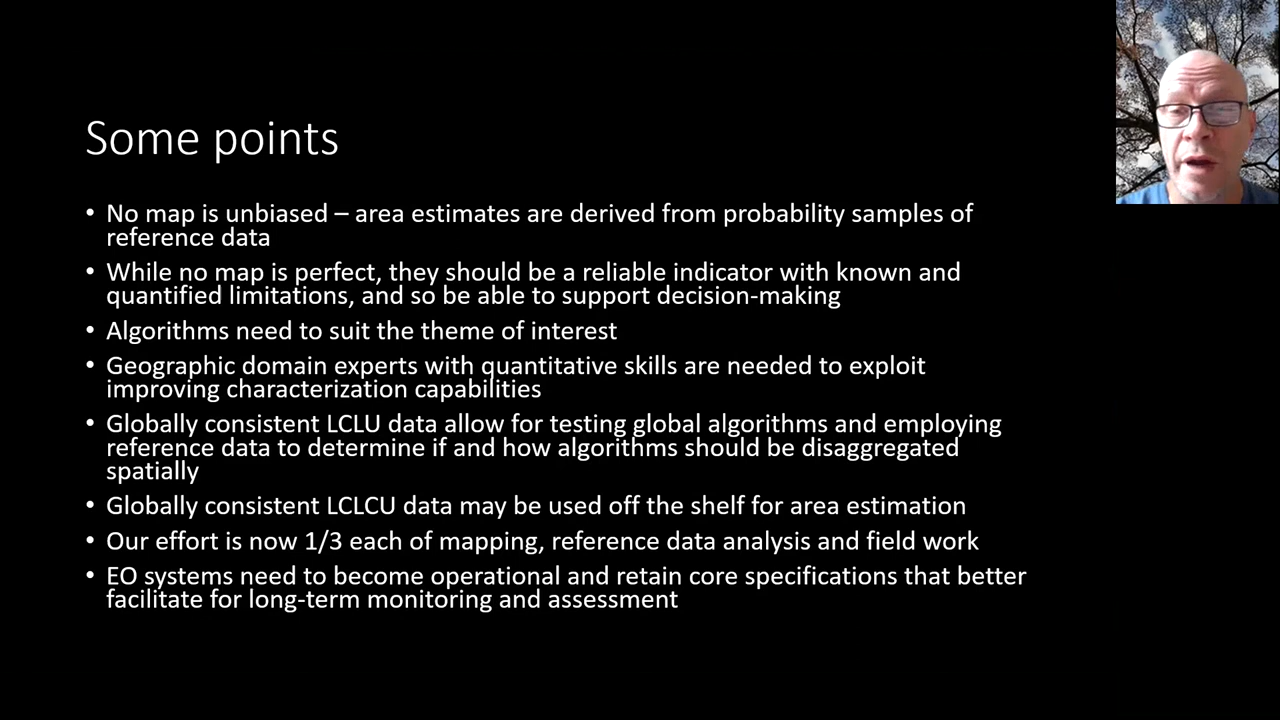 Some points
• No map is unbiased – area estimates are derived from probability samples of
reference data
• While no map is perfect, they should be a reliable indicator with known and
quantified limitations, and so be able to support decision-making
• Algorithms need to suit the theme of interest
• Geographic domain experts with quantitative skills are needed to exploit
improving characterization capabilities
• Globally consistent LCLU data allow for testing global algorithms and employing
reference data to determine if and how algorithms should be disaggregated
spatially
• Globally consistent LCLCU data may be used off the shelf for area estimation
• Our effort is now 1/3 each of mapping, reference data analysis and field work
• EO systems need to become operational and retain core specifications that better
facilitate for long-term monitoring and assessment